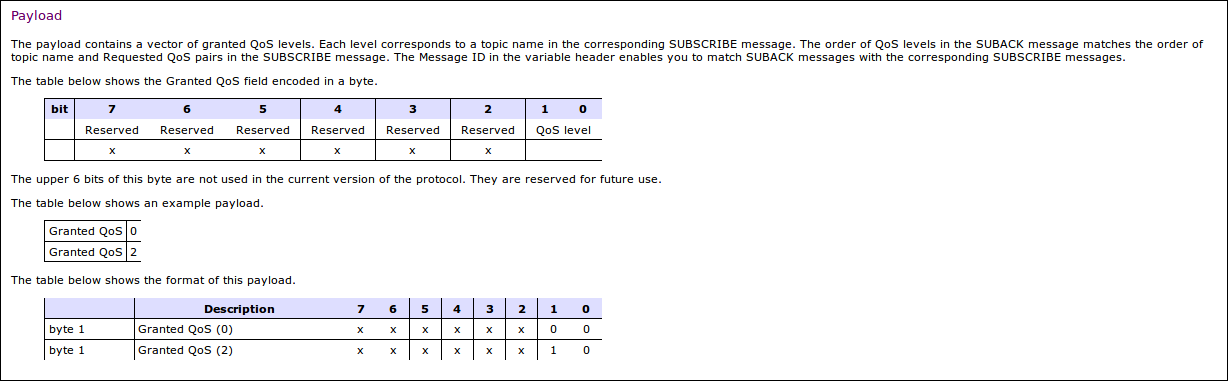 Payload
The payload contains a vector of granted QoS levels. Each level corresponds to a topic name in the corresponding SUBSCRIBE message. The order of QoS levels in the SUBACK message matches the order of
topic name and Requested QoS pairs in the SUBSCRIBE message. The Message ID in the variable header enables you to match SUBACK messages with the corresponding SUBSCRIBE messages.
The table below shows the Granted QoS field encoded in a byte.
bit 7 6 5 4 3 2 1 0
Reserved Reserved Reserved Reserved Reserved Reserved QoS level
x x x x x x
The upper 6 bits of this byte are not used in the current version of the protocol. They are reserved for future use.
The table below shows an example payload.
Granted QoS 0
Granted QoS 2
The table below shows the format of this payload.
Description 7 6 5 4 3 2 1 0
byte 1 Granted QoS (0) x x x x x x 0 0
byte 1 Granted QoS (2) x x x x x x 1 0